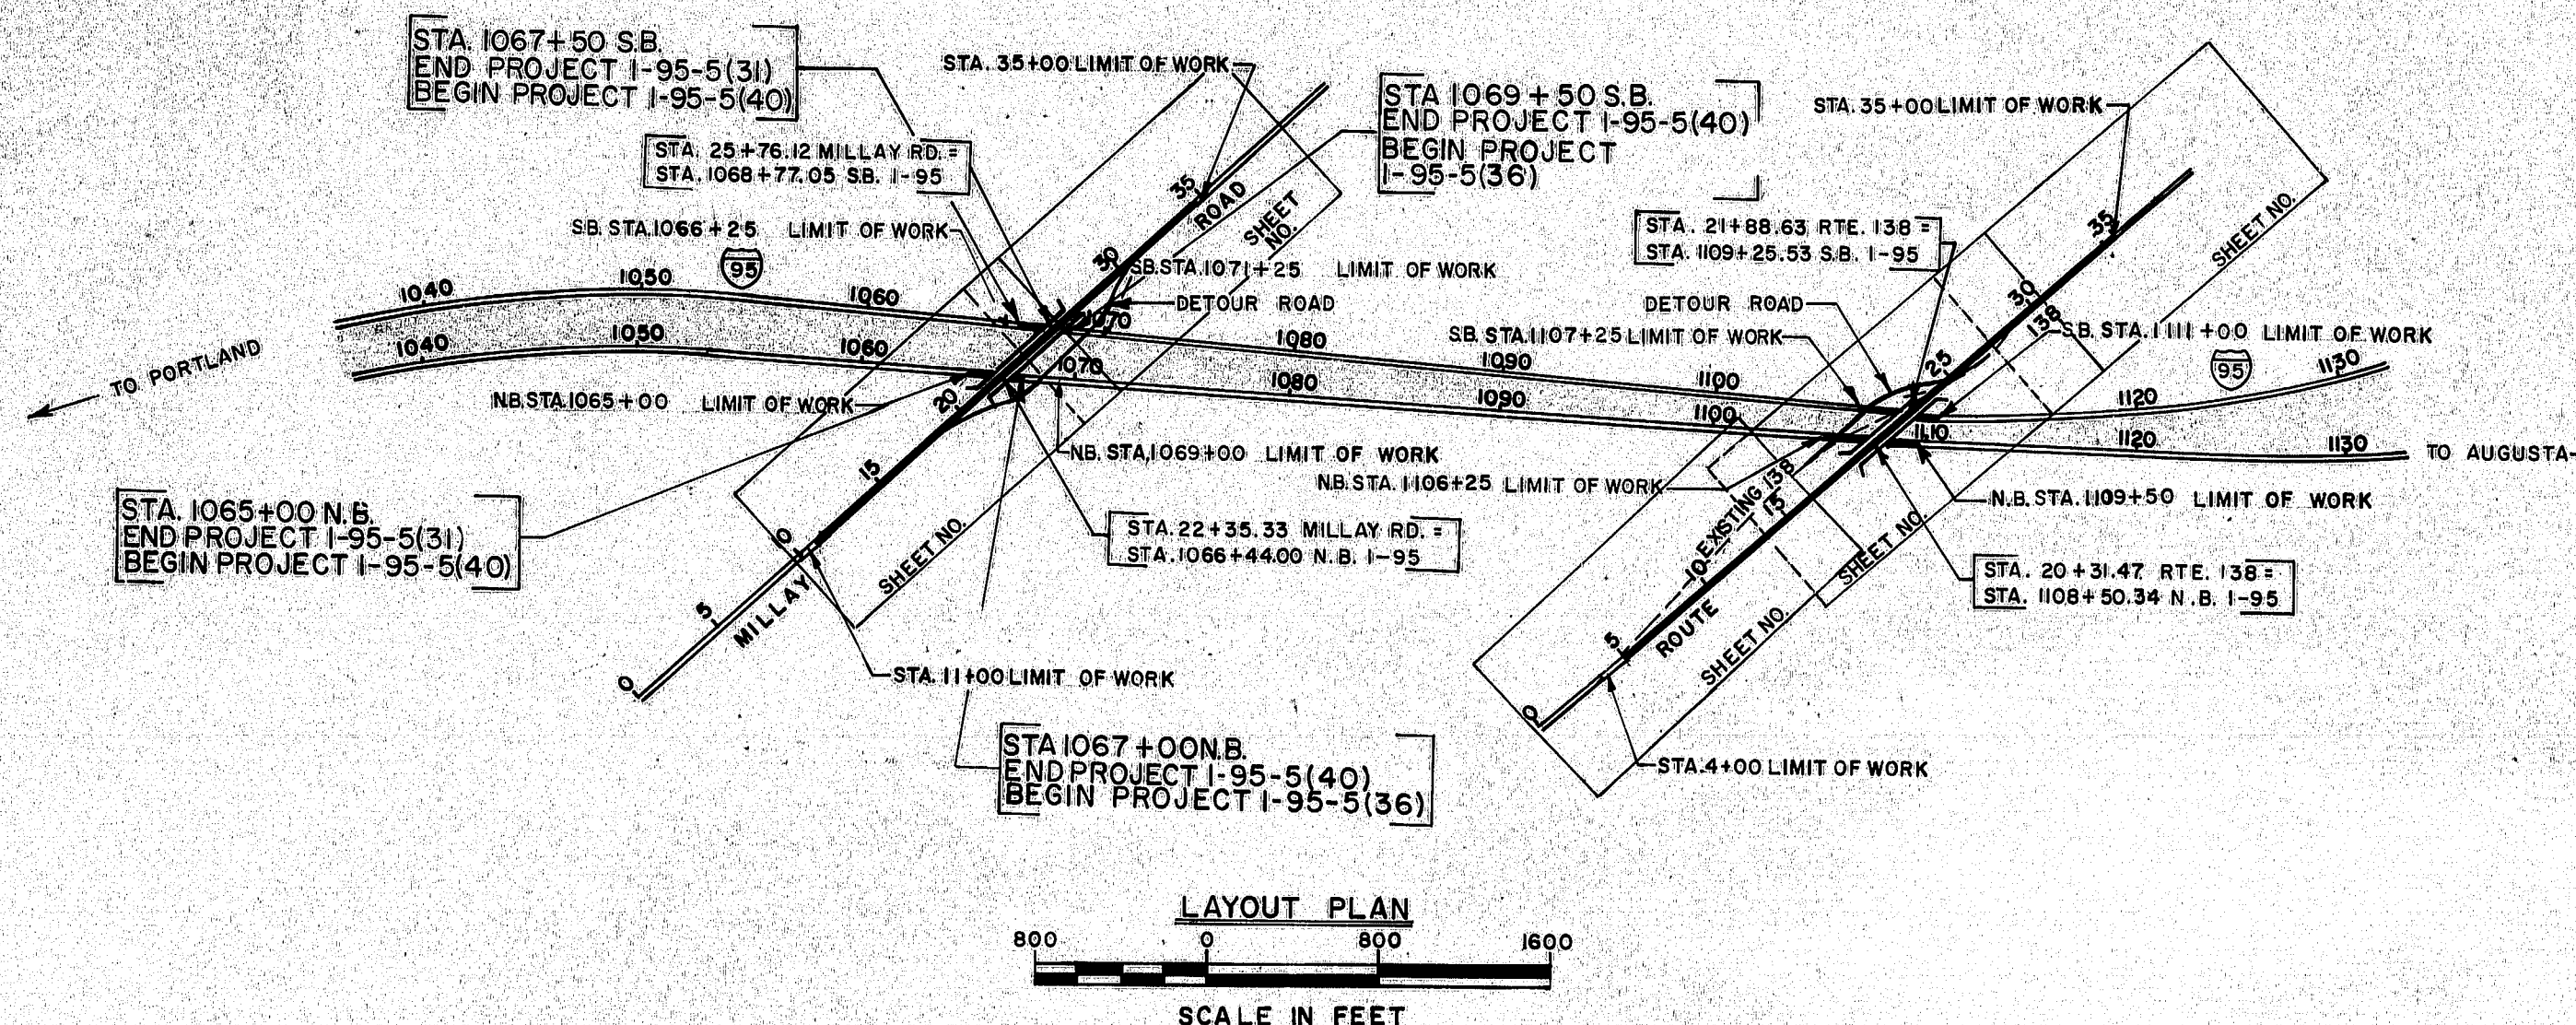 STA. 1067+50 S.B.
END PROJECT I-95-5(31)
BEGIN PROJECT I-95-5(40)
STA. 35+00 LIMIT OF WORK
STA 1069+50 S.B.
END PROJECT I-95-5(40)
BEGIN PROJECT
I-95-5(36)
STA. 35+00 LIMIT OF WORK
STA. 25+76.12 MILLAY RD. =
STA. 1068+77.05 S.B. I-95
S.B. STA. 1066+25 LIMIT OF WORK
95
STA. 21+88.63 RTE. 138 =
STA. 1109+25.53 S.B. I-95
S.B. STA. 1071+25 LIMIT OF WORK
DETOUR ROAD
DETOUR ROAD
S.B. STA. 1107+25 LIMIT OF WORK
S.B. STA. 1111+00 LIMIT OF WORK
95
1040
1050
1060
1070
1080
1090
1100
1120
1130
1040
1050
1060
1070
1080
1090
1100
1110
1120
1130
TO PORTLAND
TO AUGUSTA
N.B. STA. 1065+00 LIMIT OF WORK
N.B. STA. 1069+00 LIMIT OF WORK
N.B. STA. 1106+25 LIMIT OF WORK
N.B. STA. 1109+50 LIMIT OF WORK
STA. 1065+00 N.B.
END PROJECT I-95-5(31)
BEGIN PROJECT I-95-5(40)
STA. 22+35.33 MILLAY RD. =
STA. 1066+44.00 N.B. I-95
STA. 20+31.47 RTE. 138 =
STA. 1108+50.34 N.B. I-95
0
5
10
15
20
30
35
MILLAY
ROAD
SHEET NO.
SHEET
NO.
0
5
10
15
25
30
35
EXISTING 138
ROUTE
138
SHEET NO.
SHEET NO.
SHEET NO.
STA. 11+00 LIMIT OF WORK
STA. 4+00 LIMIT OF WORK
STA 1067+00 N.B.
END PROJECT I-95-5(40)
BEGIN PROJECT I-95-5(36)
LAYOUT PLAN
800 0 800 1600
SCALE IN FEET